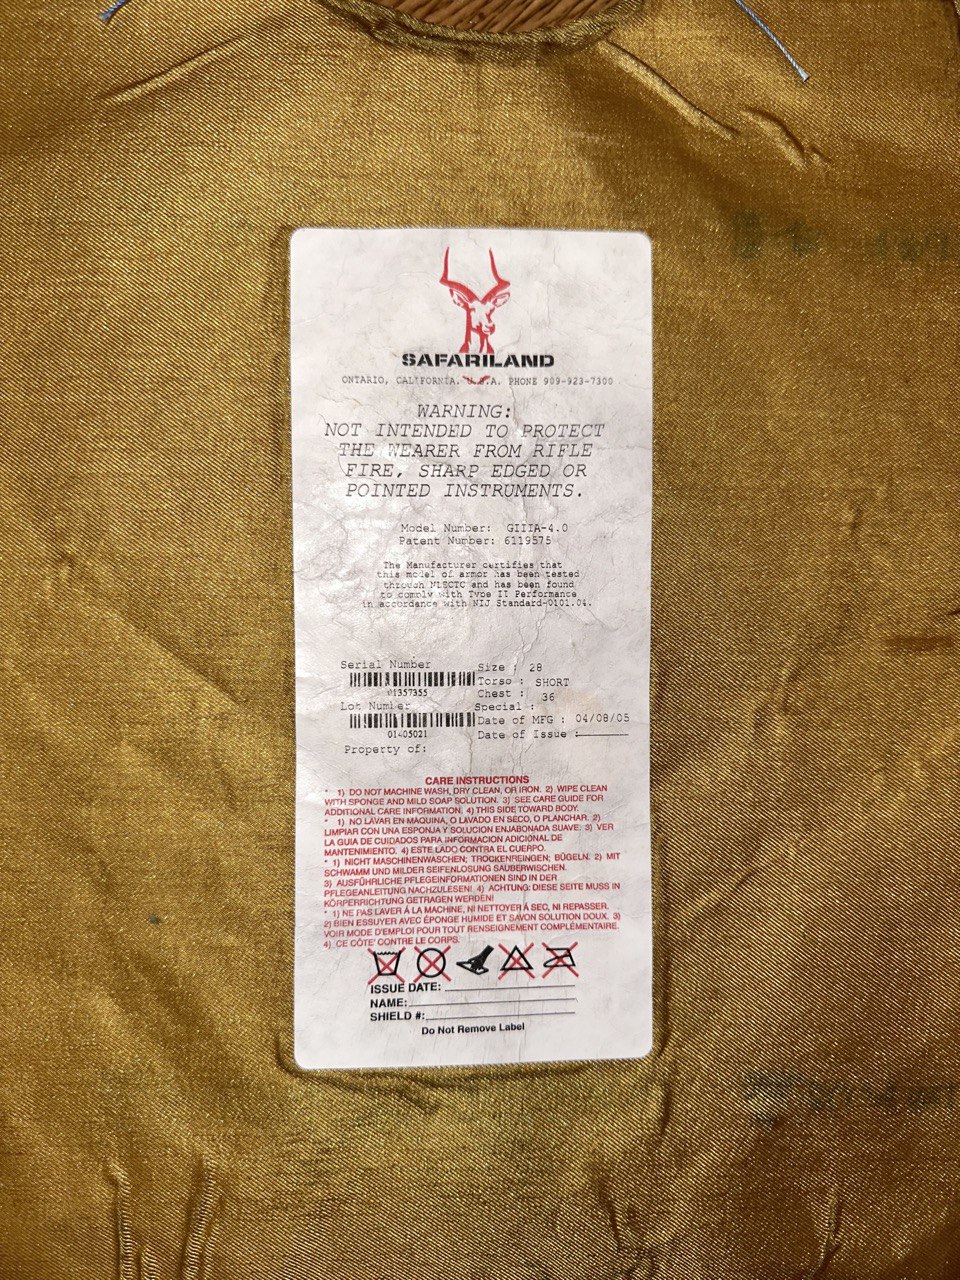 SAFARILAND
ONTARIO, CALIFORNIA. U.S.A. PHONE 909-923-7300
WARNING:
NOT INTENDED TO PROTECT
THE WEARER FROM RIFLE
FIRE, SHARP EDGED OR
POINTED INSTRUMENTS.
Model Number: GIIIA-4.0
Patent Number: 6119575
The Manufacturer certifies that
this model of armor has been tested
through NLECTC and has been found
to comply with Type II Performance
in accordance with NIJ Standard-0101.04.
Serial Number
01357355
Lot Number
01405021
Property of:
Size : 28
Torso : SHORT
Chest : 36
Special :
Date of MFG : 04/08/05
Date of Issue :
CARE INSTRUCTIONS
* 1) DO NOT MACHINE WASH, DRY CLEAN, OR IRON. 2) WIPE CLEAN
WITH SPONGE AND MILD SOAP SOLUTION. 3) SEE CARE GUIDE FOR
ADDITIONAL CARE INFORMATION. 4) THIS SIDE TOWARD BODY.
* 1) NO LAVAR EN MAQUINA, O LAVADO EN SECO, O PLANCHAR. 2)
LIMPIAR CON UNA ESPONJA Y SOLUCION ENJABONADA SUAVE. 3) VER
LA GUIA DE CUIDADOS PARA INFORMACION ADICIONAL DE
MANTENIMIENTO. 4) ESTE LADO CONTRA EL CUERPO.
* 1) NICHT MASCHINENWASCHEN; TROCKENREINGEN; BÜGELN. 2) MIT
SCHWAMM UND MILDER SEIFENLOSUNG SAUBERWISCHEN.
3) AUSFÜHRLICHE PFLEGEINFORMATIONEN SIND IN DER
PFLEGEANLEITUNG NACHZULESEN! 4) ACHTUNG: DIESE SEITE MUSS IN
KÖRPERRICHTUNG GETRAGEN WERDEN!
* 1) NE PAS LAVER Á LA MACHINE, NI NETTOYER Á SEC, NI REPASSER.
2) BIEN ESSUYER AVEC ÉPONGE HUMIDE ET SAVON SOLUTION DOUX. 3)
VOIR MODE D'EMPLOI POUR TOUT RENSEIGNEMENT COMPLÉMENTAIRE.
4) CE CÔTE' CONTRE LE CORPS.
ISSUE DATE:
NAME:
SHIELD #:
Do Not Remove Label